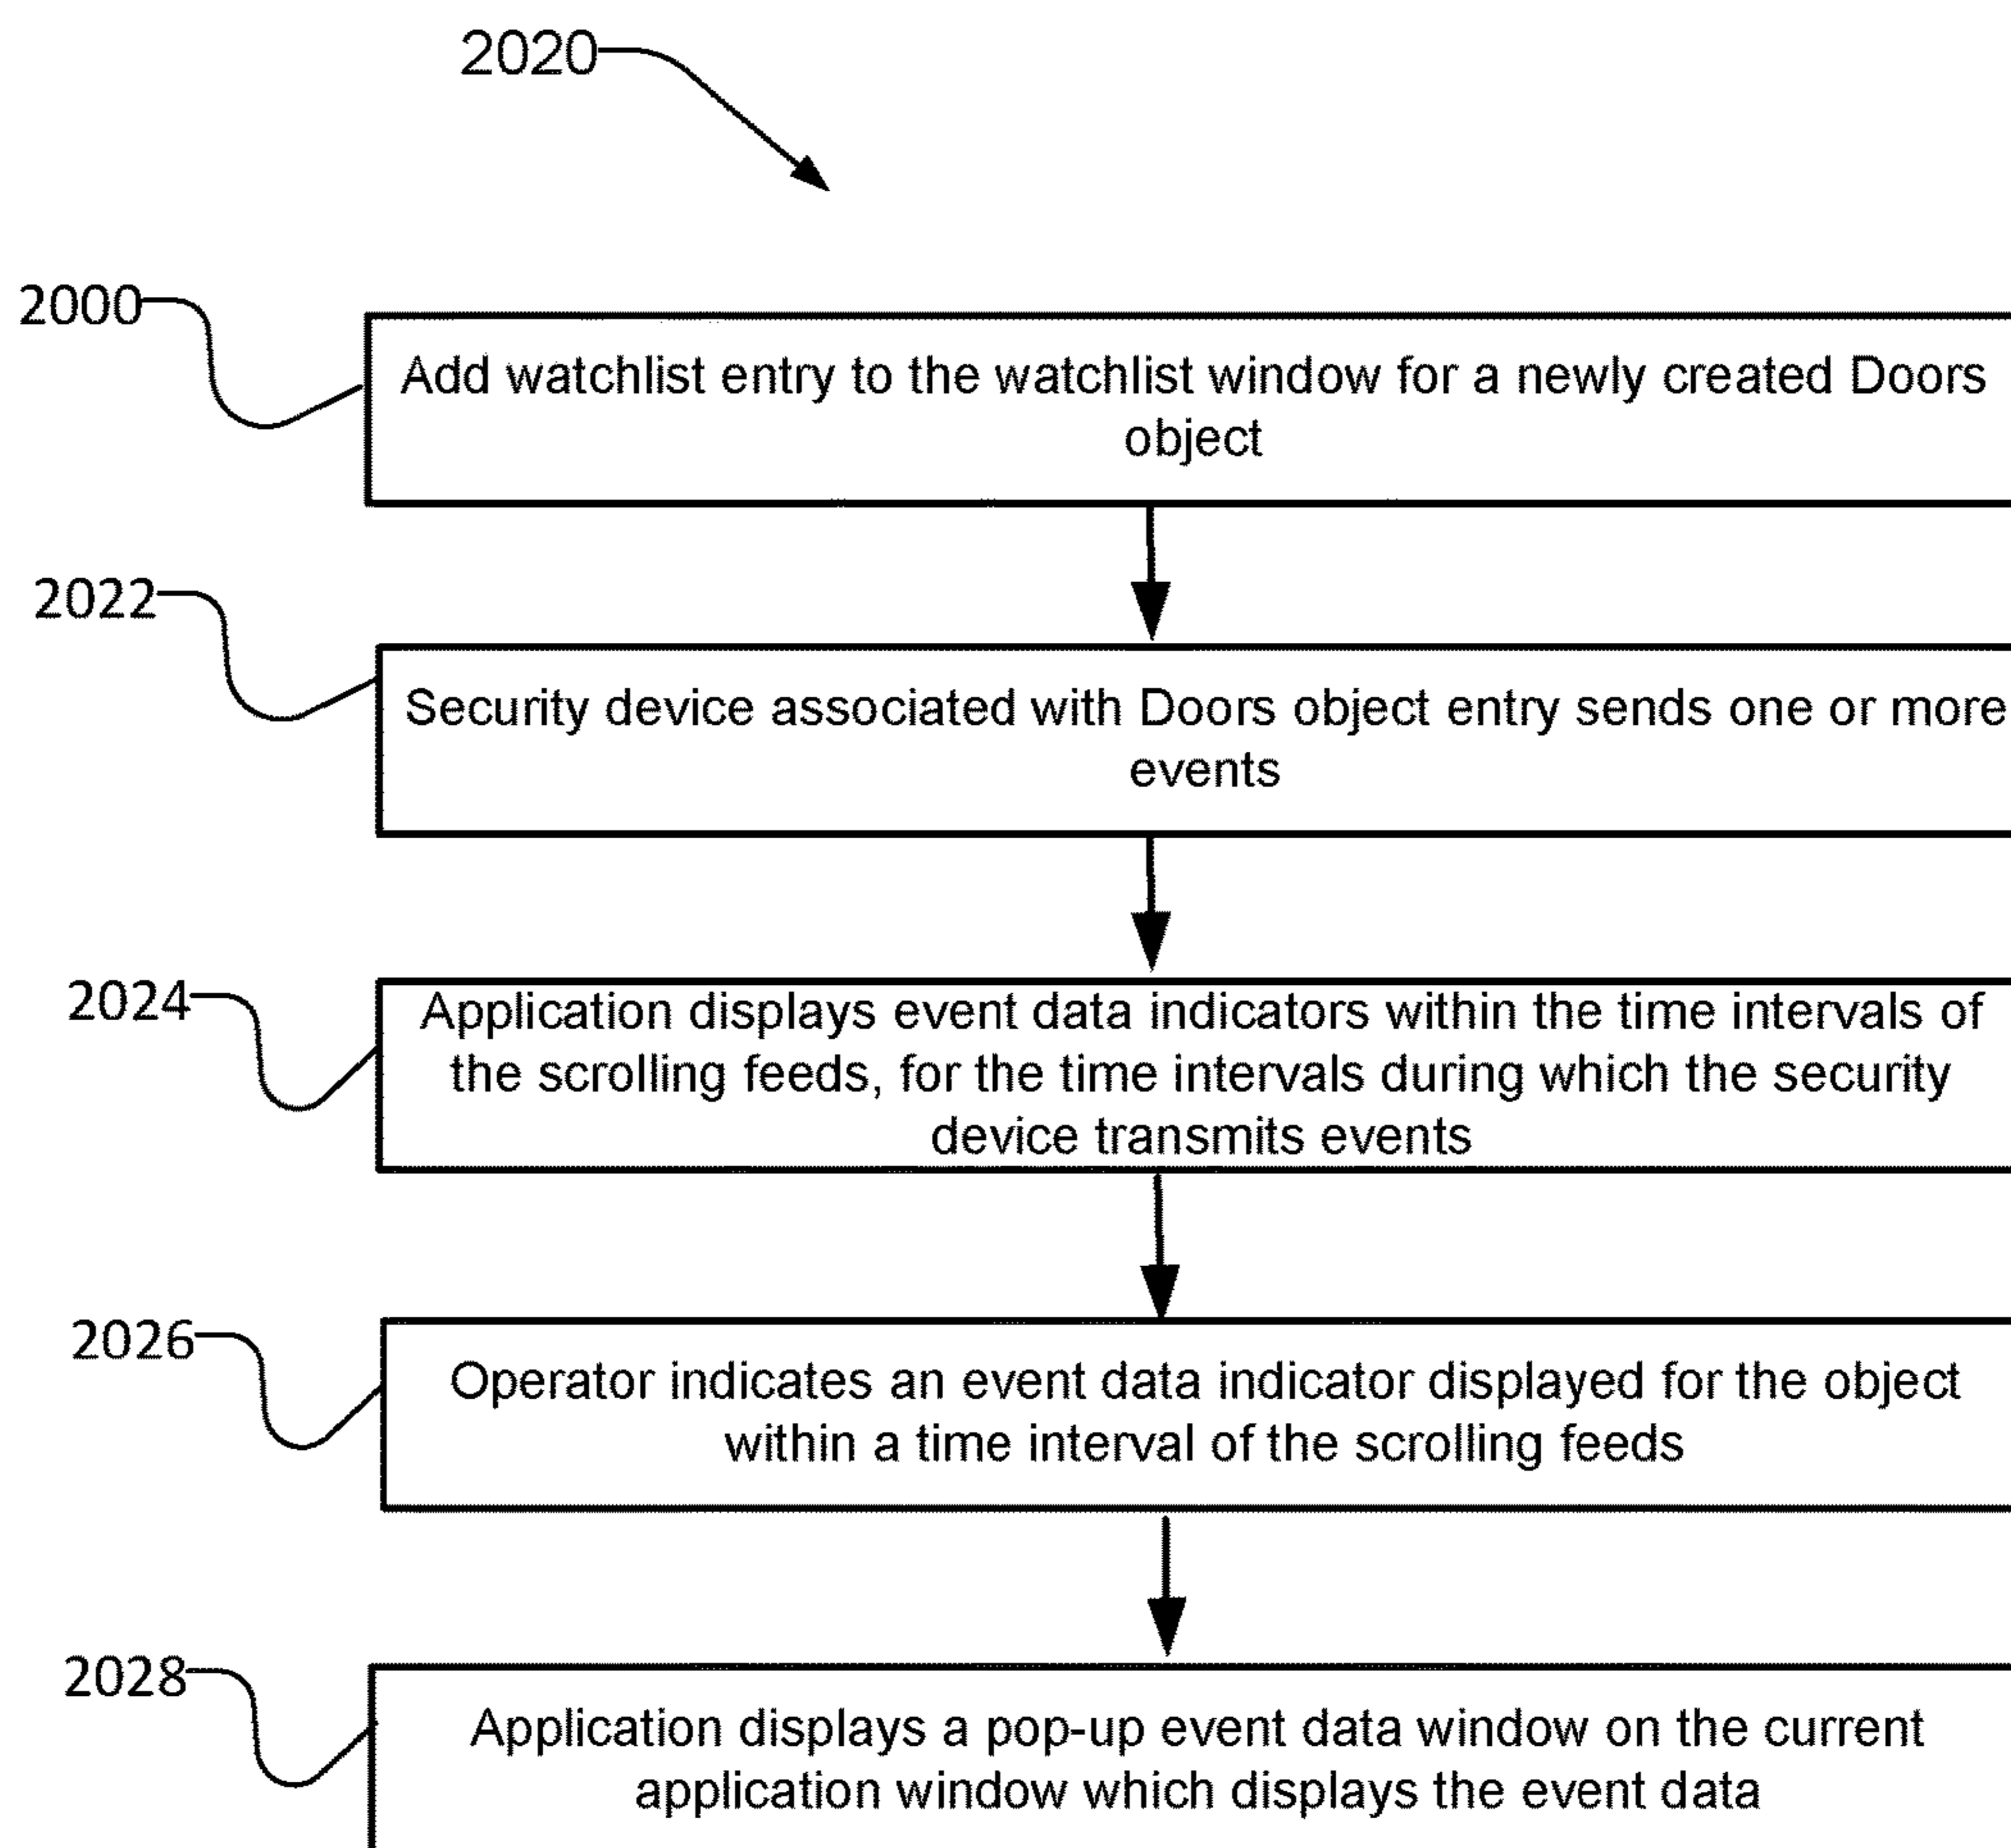 2020
2000
Add watchlist entry to the watchlist window for a newly created Doors
object
2022
Security device associated with Doors object entry sends one or more
events
2024
Application displays event data indicators within the time intervals of
the scrolling feeds, for the time intervals during which the security
device transmits events
2026
Operator indicates an event data indicator displayed for the object
within a time interval of the scrolling feeds
2028
Application displays a pop-up event data window on the current
application window which displays the event data